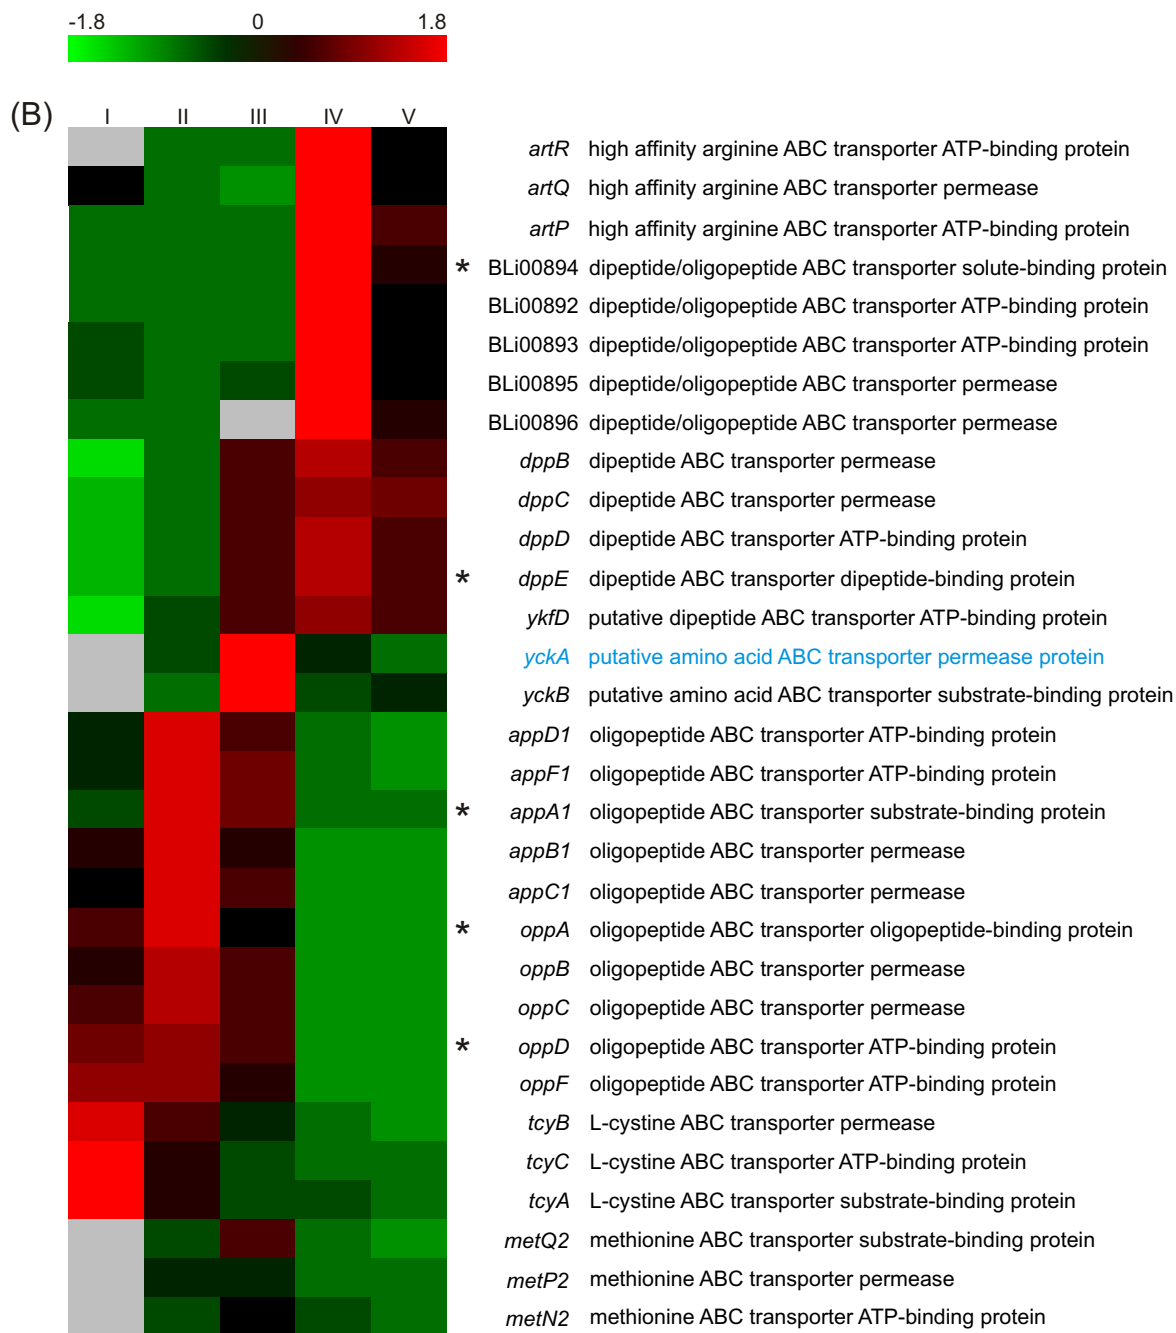 -1.8 0 1.8
(B) I II III IV V
artR high affinity arginine ABC transporter ATP-binding protein
artQ high affinity arginine ABC transporter permease
artP high affinity arginine ABC transporter ATP-binding protein
* BLi00894 dipeptide/oligopeptide ABC transporter solute-binding protein
BLi00892 dipeptide/oligopeptide ABC transporter ATP-binding protein
BLi00893 dipeptide/oligopeptide ABC transporter ATP-binding protein
BLi00895 dipeptide/oligopeptide ABC transporter permease
BLi00896 dipeptide/oligopeptide ABC transporter permease
dppB dipeptide ABC transporter permease
dppC dipeptide ABC transporter permease
dppD dipeptide ABC transporter ATP-binding protein
* dppE dipeptide ABC transporter dipeptide-binding protein
ykfD putative dipeptide ABC transporter ATP-binding protein
yckA putative amino acid ABC transporter permease protein
yckB putative amino acid ABC transporter substrate-binding protein
appD1 oligopeptide ABC transporter ATP-binding protein
appF1 oligopeptide ABC transporter ATP-binding protein
* appA1 oligopeptide ABC transporter substrate-binding protein
appB1 oligopeptide ABC transporter permease
appC1 oligopeptide ABC transporter permease
* oppA oligopeptide ABC transporter oligopeptide-binding protein
oppB oligopeptide ABC transporter permease
oppC oligopeptide ABC transporter permease
* oppD oligopeptide ABC transporter ATP-binding protein
oppF oligopeptide ABC transporter ATP-binding protein
tcyB L-cystine ABC transporter permease
tcyC L-cystine ABC transporter ATP-binding protein
tcyA L-cystine ABC transporter substrate-binding protein
metQ2 methionine ABC transporter substrate-binding protein
metP2 methionine ABC transporter permease
metN2 methionine ABC transporter ATP-binding protein